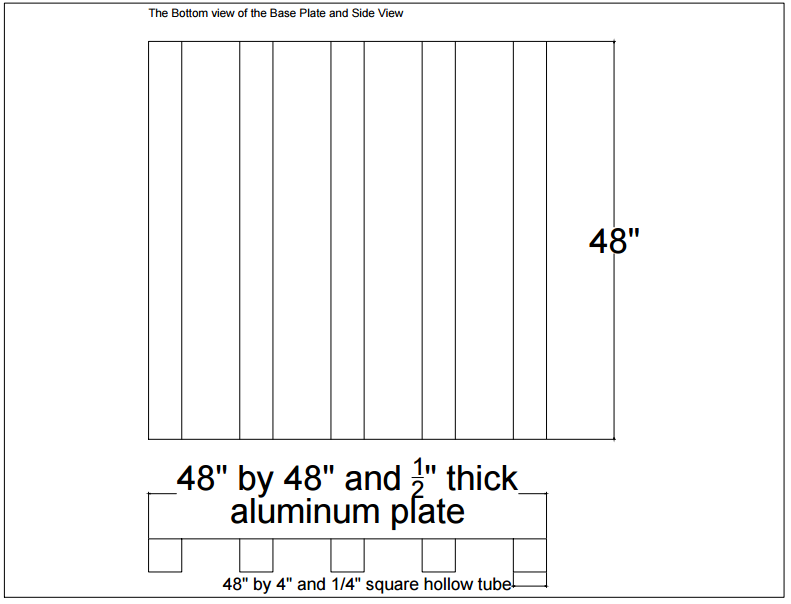 The Bottom view of the Base Plate and Side View
48"
48" by 48" and 1/2" thick
aluminum plate
48" by 4" and 1/4" square hollow tube